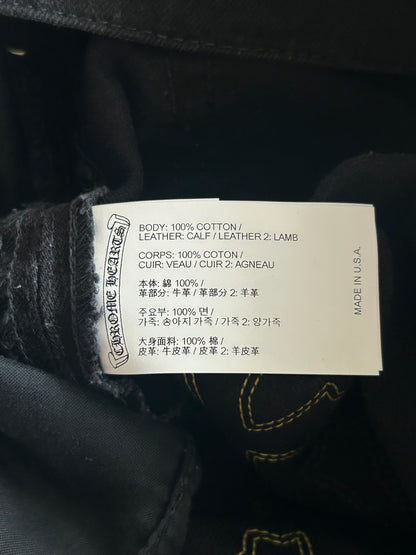 CHROME HEARTS
BODY: 100% COTTON /
LEATHER: CALF / LEATHER 2: LAMB
CORPS: 100% COTON /
CUIR: VEAU / CUIR 2: AGNEAU
本体: 綿 100% /
革部分: 牛革 / 革部分 2: 羊革
주요부: 100% 면 /
가죽: 송아지 가죽 / 가죽 2: 양가죽
大身面料: 100% 棉 /
皮革: 牛皮革 / 皮革 2: 羊皮革
MADE IN U.S.A.